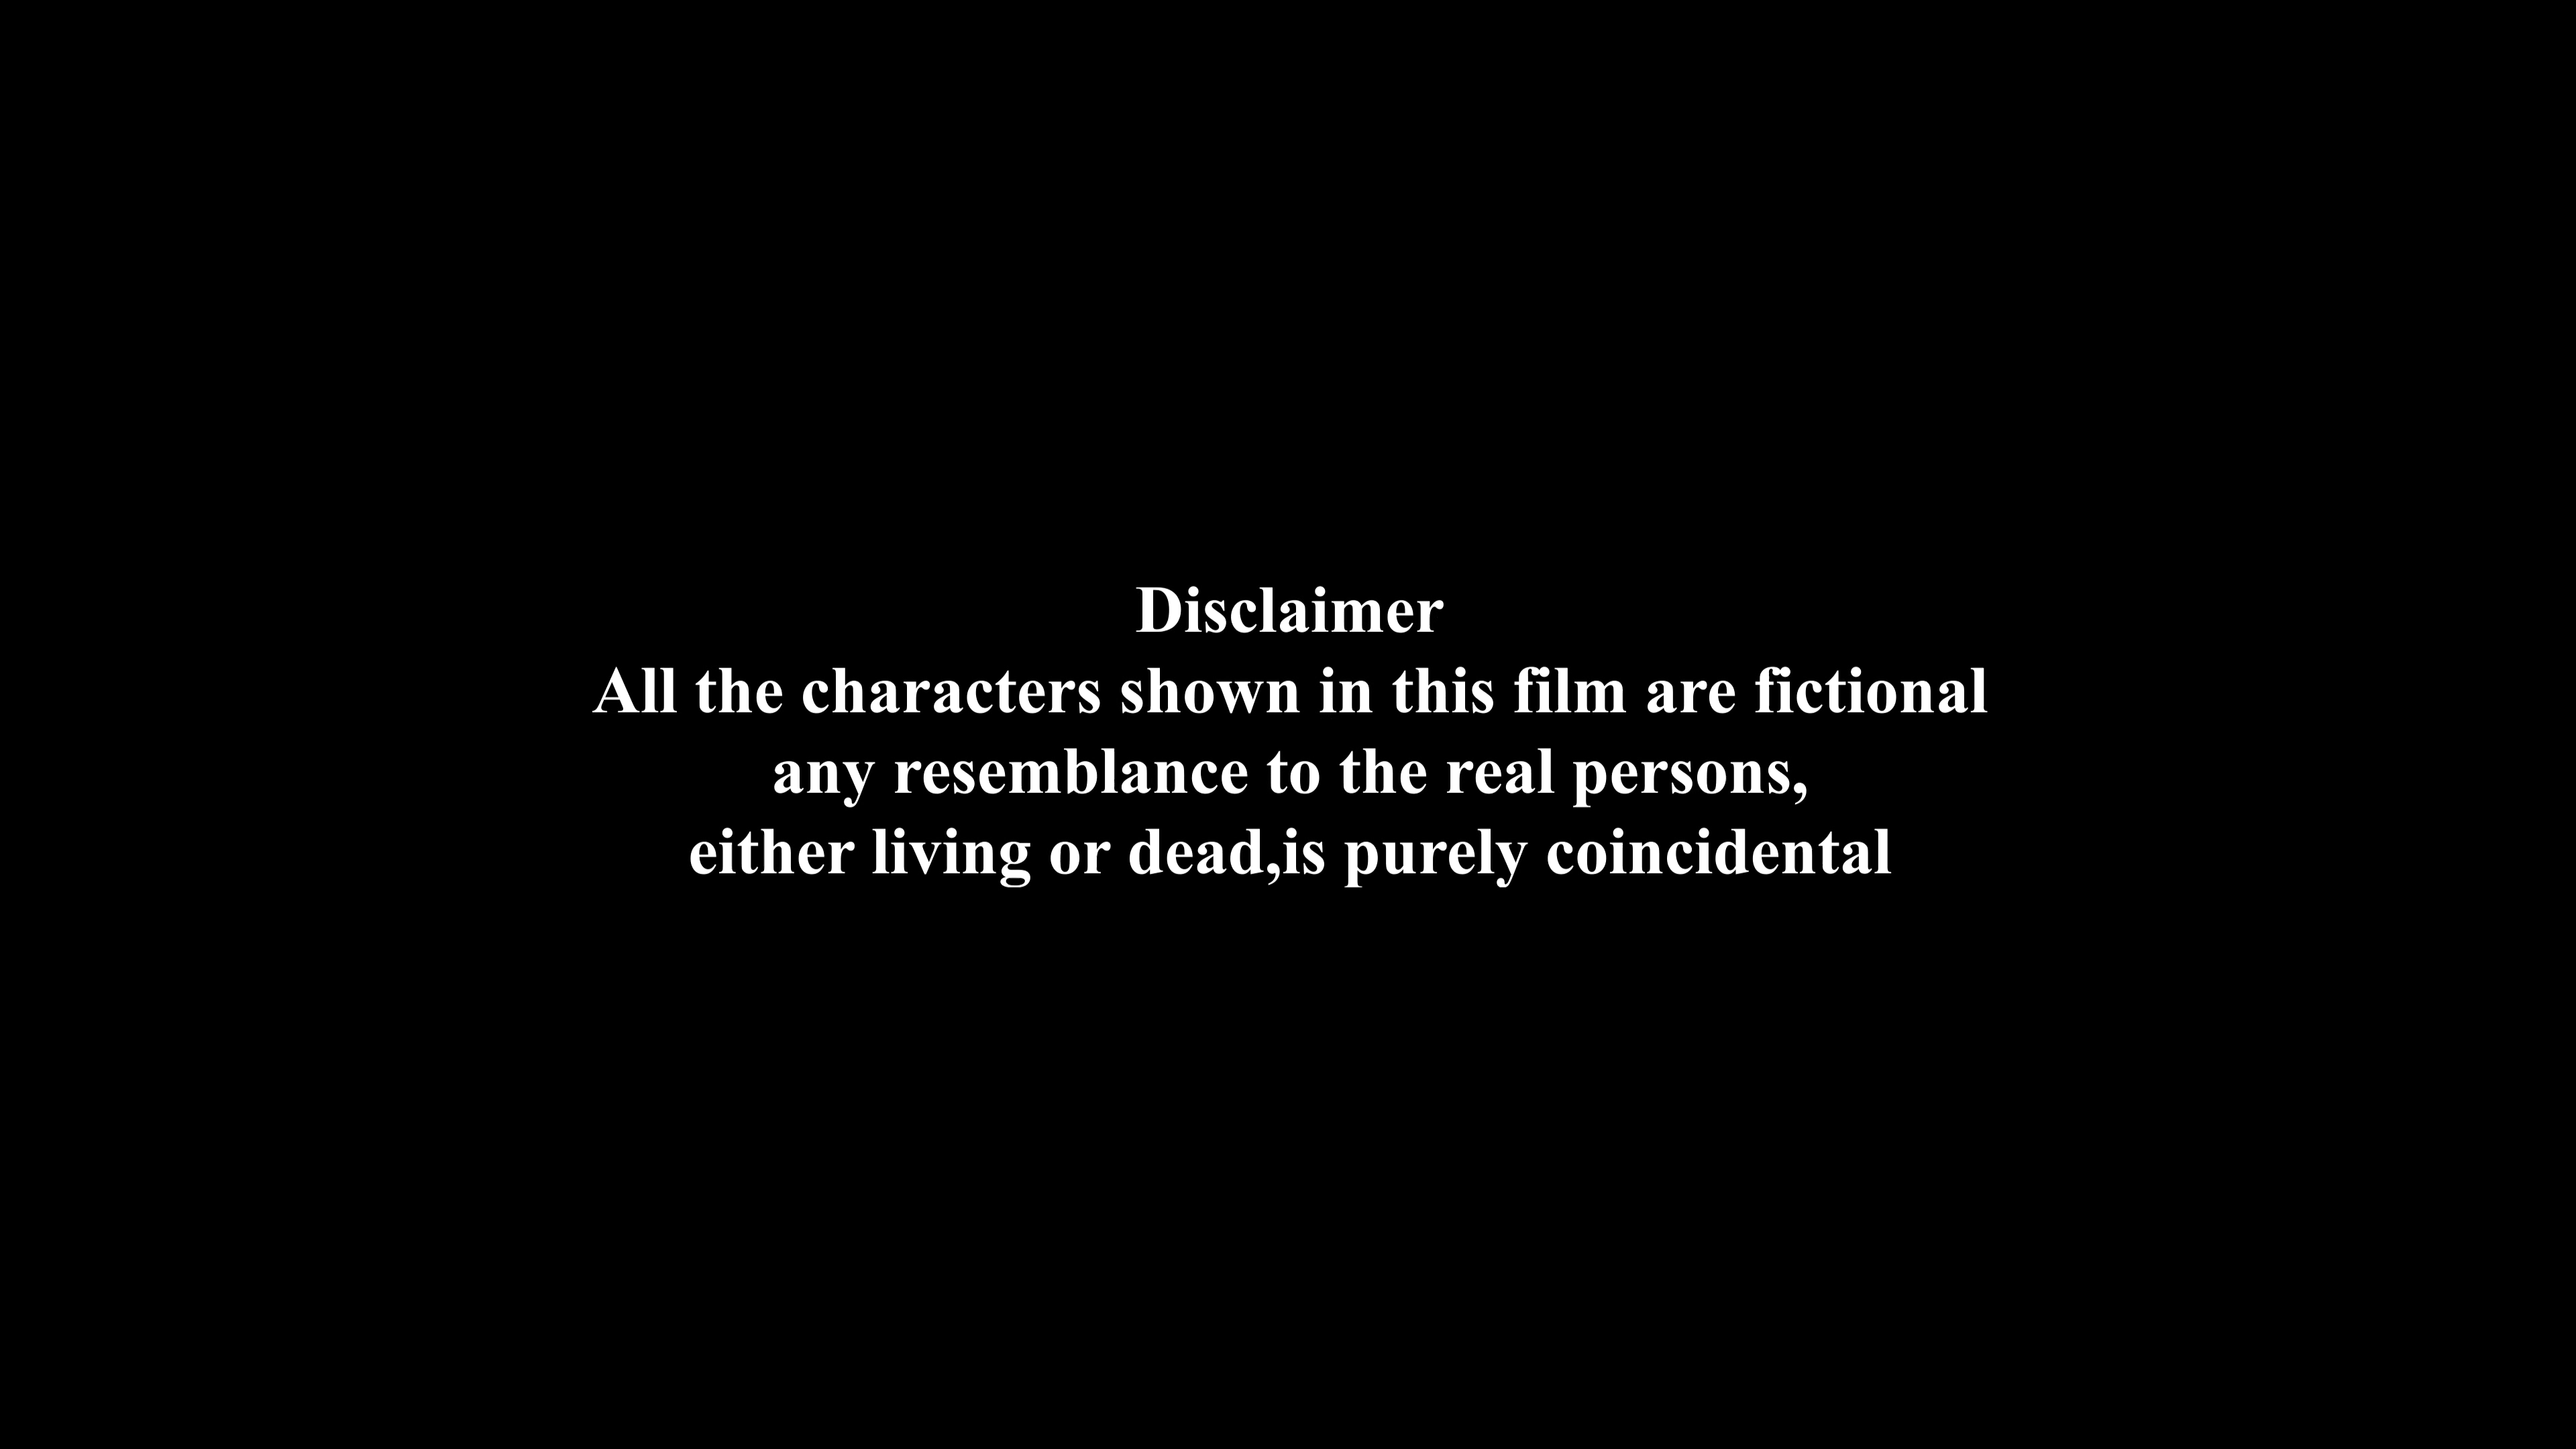 Disclaimer
All the characters shown in this film are fictional
any resemblance to the real persons,
either living or dead,is purely coincidental